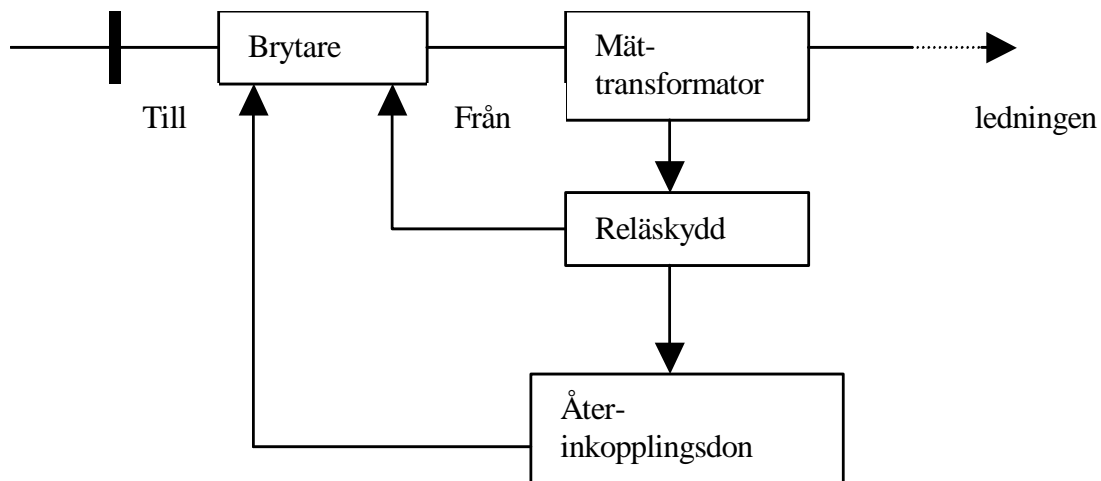 Brytare
Mät-
transformator
Till
Från
ledningen
Reläskydd
Åter-
inkopplingsdon